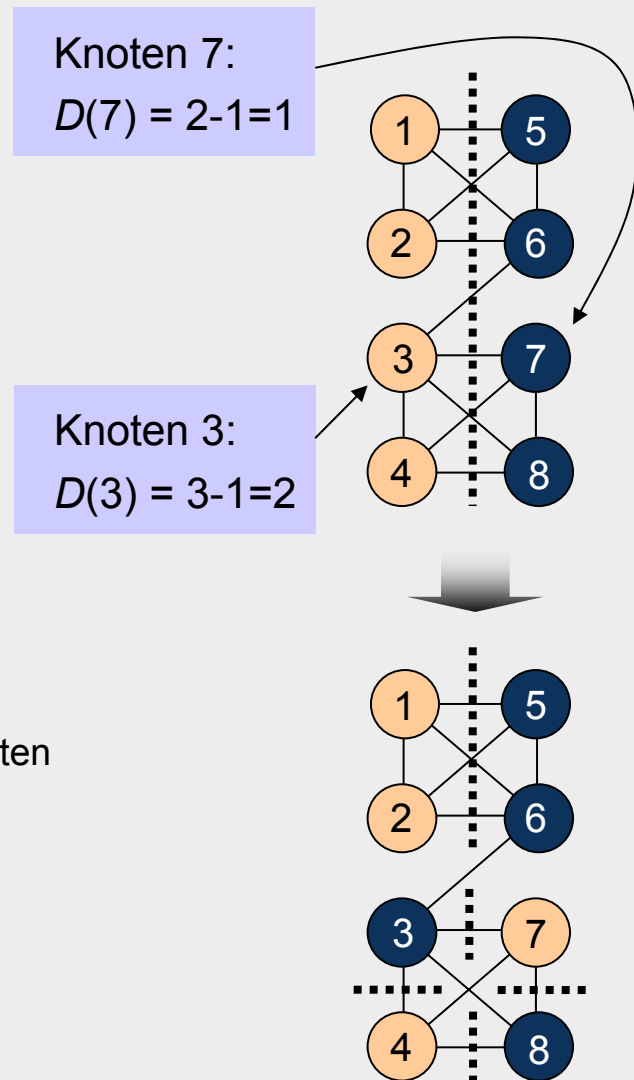 Knoten 7:
D(7) = 2-1=1
1 5
2 6
3 7
Knoten 3:
D(3) = 3-1=2
4 8
1 5
ten
2 6
3 7
4 8